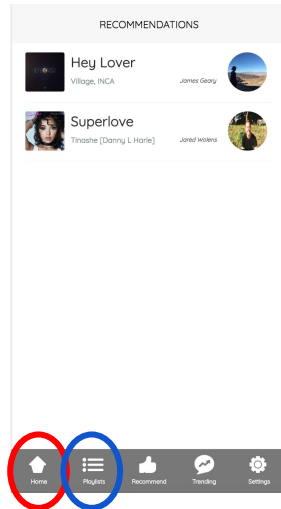 RECOMMENDATIONS
Hey Lover
Village, INCA
James Geary
Superlove
Tinashe [Danny L Harle]
Jared Wolens
Home
Playlists
Recommend
Trending
Settings